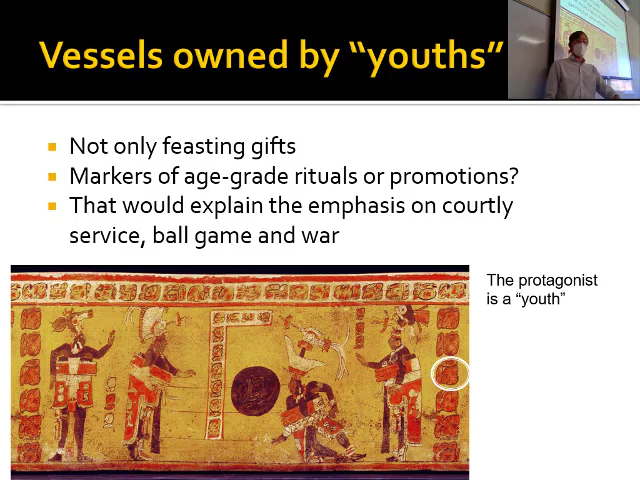 Vessels owned by “youths”
Not only feasting gifts
Markers of age-grade rituals or promotions?
That would explain the emphasis on courtly
service, ball game and war
The protagonist
is a “youth”